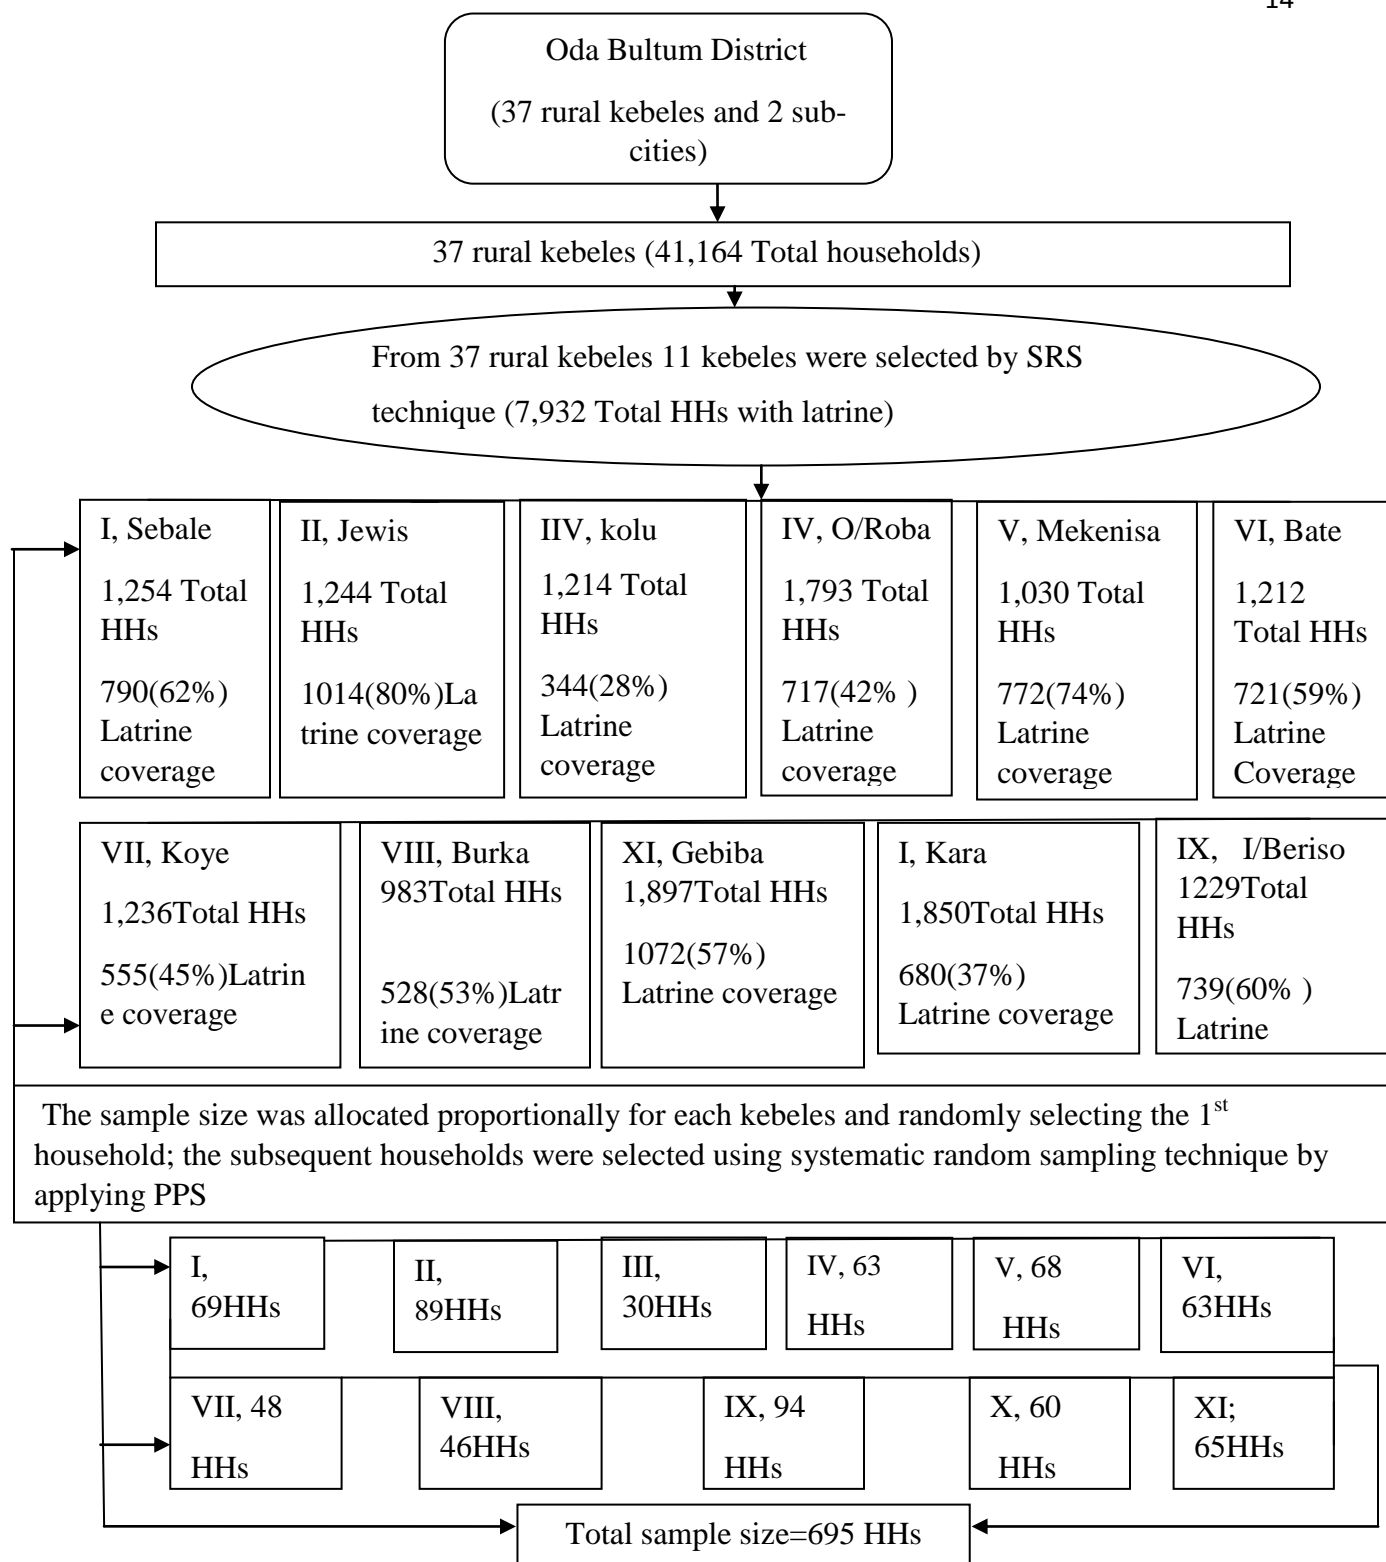 14
Oda Bultum District
(37 rural kebeles and 2 sub-
cities)
37 rural kebeles (41,164 Total households)
From 37 rural kebeles 11 kebeles were selected by SRS
technique (7,932 Total HHs with latrine)
I, Sebale
1,254 Total
HHs
790(62%)
Latrine
coverage
II, Jewis
1,244 Total
HHs
1014(80%)La
trine coverage
IIV, kolu
1,214 Total
HHs
344(28%)
Latrine
coverage
IV, O/Roba
1,793 Total
HHs
717(42% )
Latrine
coverage
V, Mekenisa
1,030 Total
HHs
772(74%)
Latrine
coverage
VI, Bate
1,212
Total HHs
721(59%)
Latrine
Coverage
VII, Koye
1,236Total HHs
555(45%)Latrin
e coverage
VIII, Burka
983Total HHs
528(53%)Latr
ine coverage
XI, Gebiba
1,897Total HHs
1072(57%)
Latrine coverage
I, Kara
1,850Total HHs
680(37%)
Latrine coverage
IX, I/Beriso
1229Total
HHs
739(60% )
Latrine
The sample size was allocated proportionally for each kebeles and randomly selecting the 1st
household; the subsequent households were selected using systematic random sampling technique by
applying PPS
I,
69HHs
II,
89HHs
III,
30HHs
IV, 63
HHs
V, 68
HHs
VI,
63HHs
VII, 48
HHs
VIII,
46HHs
IX, 94
HHs
X, 60
HHs
XI;
65HHs
Total sample size=695 HHs